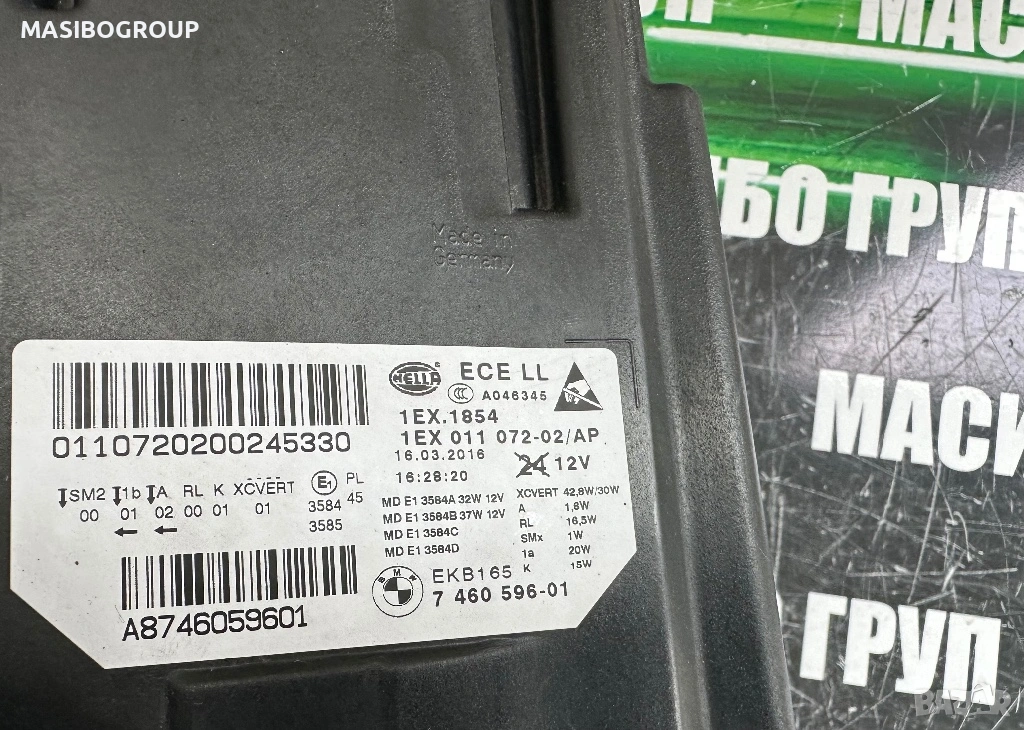 MASIBOGROUP
МАС
БО ГРУП
МАСИ
ГРУП
Made in
Germany
0110720200245330
HELLA
ECE LL
CCC A046345
1EX.1854
1EX 011 072-02/AP
16.03.2016
16:28:20
24 12V
SM2 1b A RL K XCVERT E1 PL
00 01 02 00 01 01 3584 45
3585
MD E1 3584A 32W 12V
MD E1 3584B 37W 12V
MD E1 3584C
MD E1 3584D
XCVERT 42,8W/30W
A 1,8W
RL 16,5W
SMx 1W
1a 20W
K 15W
A8746059601
BMW
EKB165
7 460 596-01
BAZAR